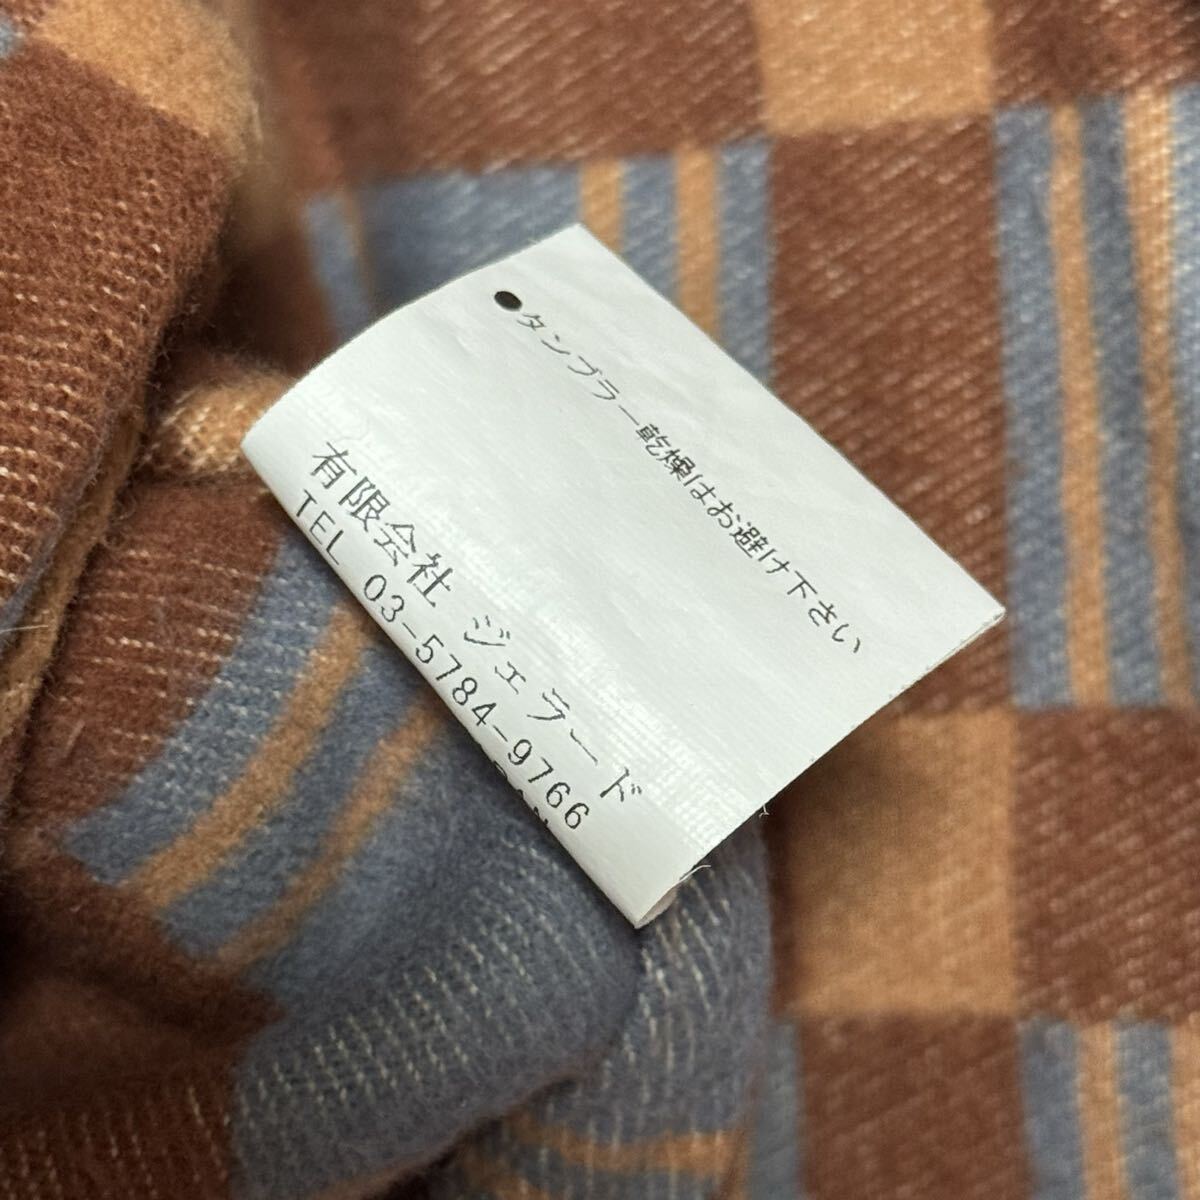 ●タンブラー乾燥はお避け下さい
有限会社 ジェラード
TEL 03-5784-9766